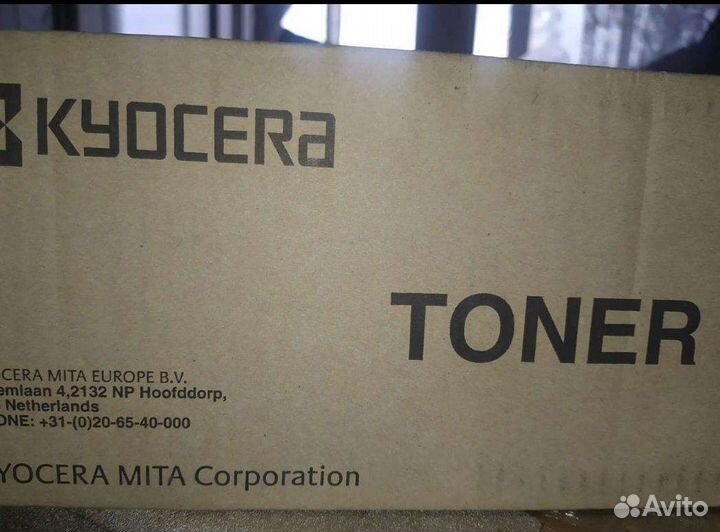 KYOCERA
TONER
CERA MITA EUROPE B.V.
emlaan 4,2132 NP Hoofddorp,
Netherlands
ONE: +31-(0)20-65-40-000
YOCERA MITA Corporation
Avito